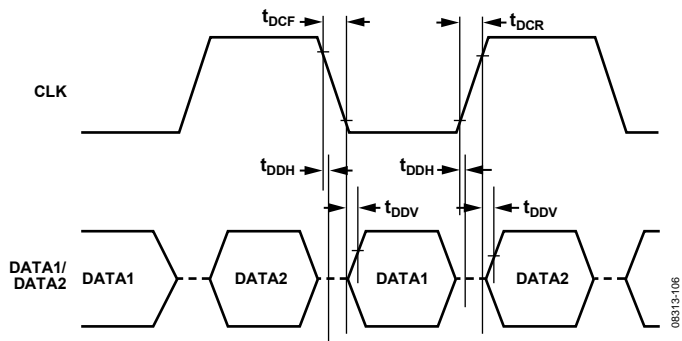 tDCF
tDCR
CLK
tDDH
tDDH
tDDV
tDDV
DATA1/
DATA2
DATA1
DATA2
DATA1
DATA2
08313-106